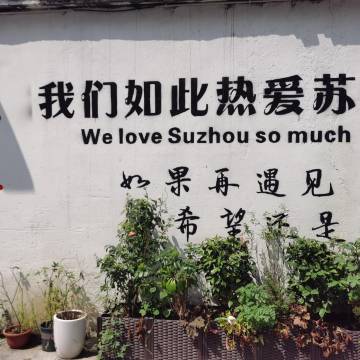 我们如此热爱苏
We love Suzhou so much
如果再遇见
希望还是